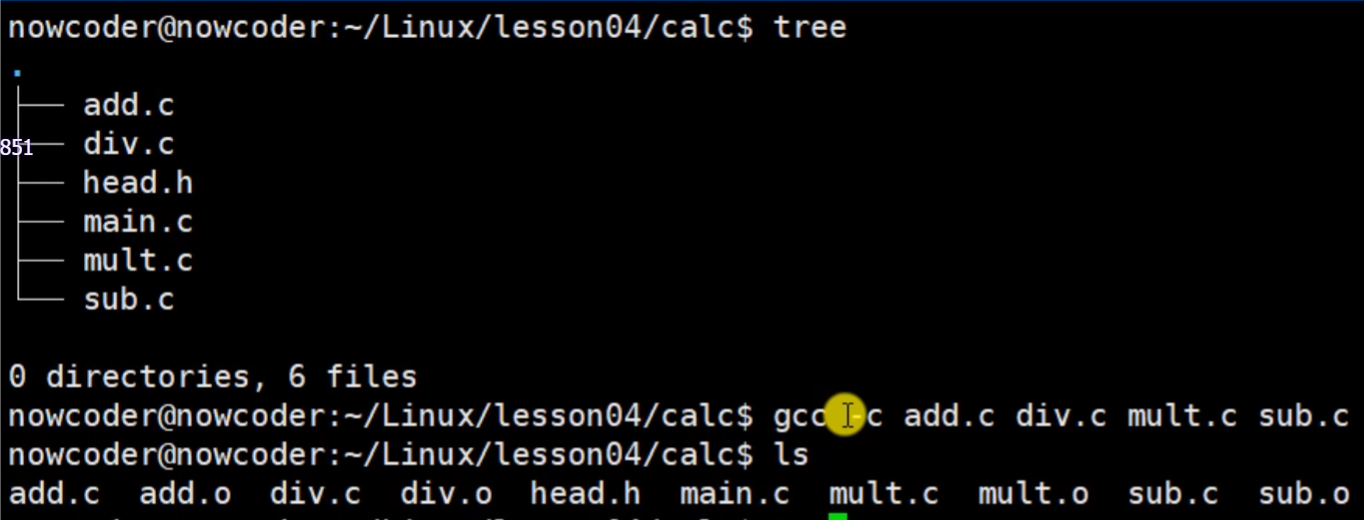 nowcoder@nowcoder:~/Linux/lesson04/calc$ tree
.
├── add.c
851
├── div.c
├── head.h
├── main.c
├── mult.c
└── sub.c
0 directories, 6 files
nowcoder@nowcoder:~/Linux/lesson04/calc$ gcc -c add.c div.c mult.c sub.c
nowcoder@nowcoder:~/Linux/lesson04/calc$ ls
add.c add.o div.c div.o head.h main.c mult.c mult.o sub.c sub.o